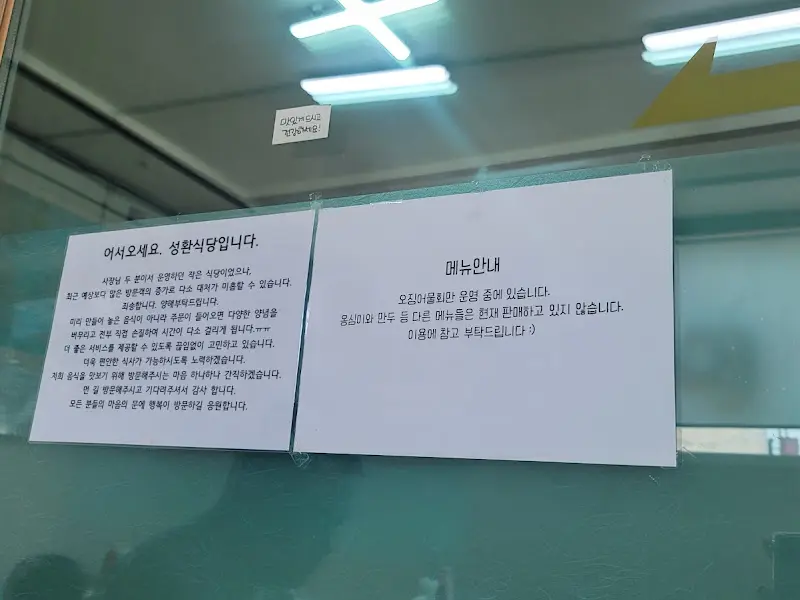 맛있게 드시고
건강하세요!
어서오세요. 성환식당입니다.
사장님 두 분이서 운영하던 작은 식당이었으나,
최근 예상보다 많은 방문객의 증가로 다소 대처가 미흡할 수 있습니다.
죄송합니다. 양해부탁드립니다.
미리 만들어 놓은 음식이 아니라 주문이 들어오면 다양한 양념을
버무리고 전부 직접 손질하여 시간이 다소 걸리게 됩니다.ㅠㅠ
더 좋은 서비스를 제공할 수 있도록 끊임없이 고민하고 있습니다.
더욱 편안한 식사가 가능하시도록 노력하겠습니다.
저희 음식을 맛보기 위해 방문해주시는 마음 하나하나 간직하겠습니다.
먼 길 방문해주시고 기다려주셔서 감사 합니다.
모든 분들의 마음의 문에 행복이 방문하길 응원합니다.
메뉴안내
오징어물회만 운영 중에 있습니다.
옹심미와 만두 등 다른 메뉴들은 현재 판매하고 있지 않습니다.
이용에 참고 부탁드립니다 :)